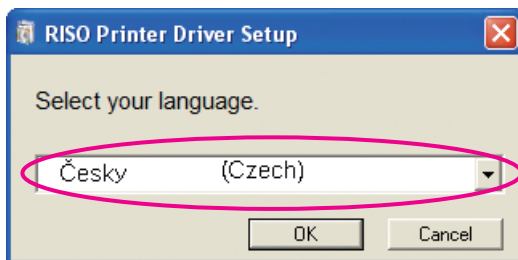 RISO Printer Driver Setup
Select your language.
Česky (Czech)
OK Cancel